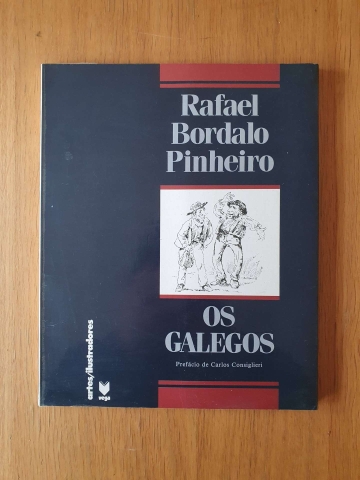 Rafael
Bordalo
Pinheiro
OS
GALEGOS
Prefácio de Carlos Consiglieri
artes/ilustradores
vega